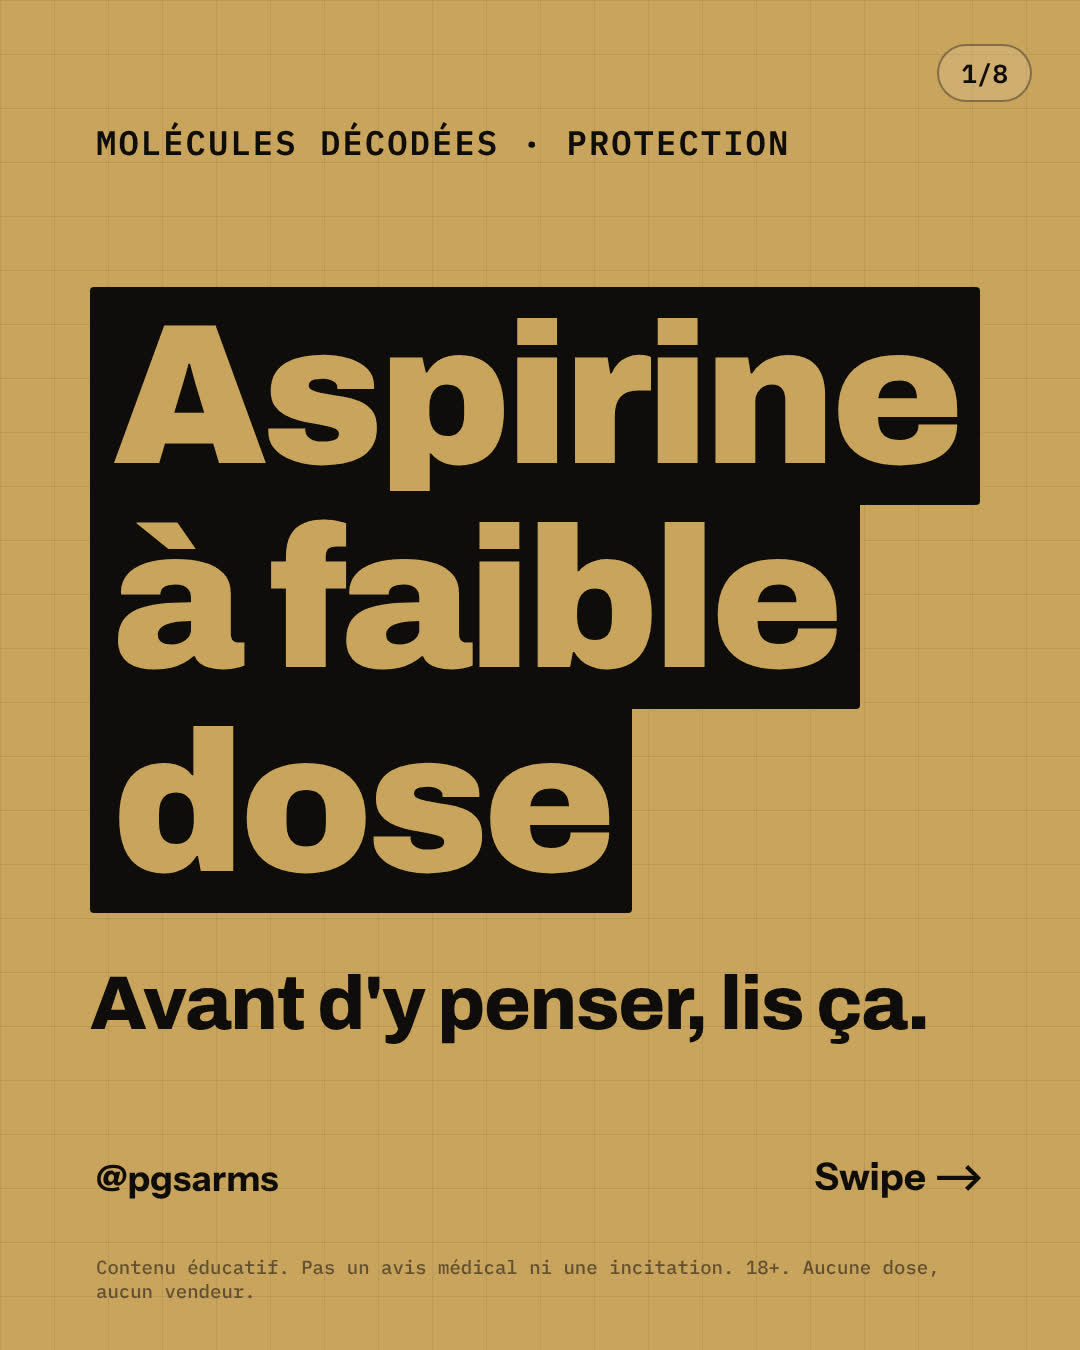 1/8
MOLÉCULES DÉCODÉES · PROTECTION
Aspirine
à faible
dose
Avant d'y penser, lis ça.
@pgsarms
Swipe →
Contenu éducatif. Pas un avis médical ni une incitation. 18+. Aucune dose,
aucun vendeur.